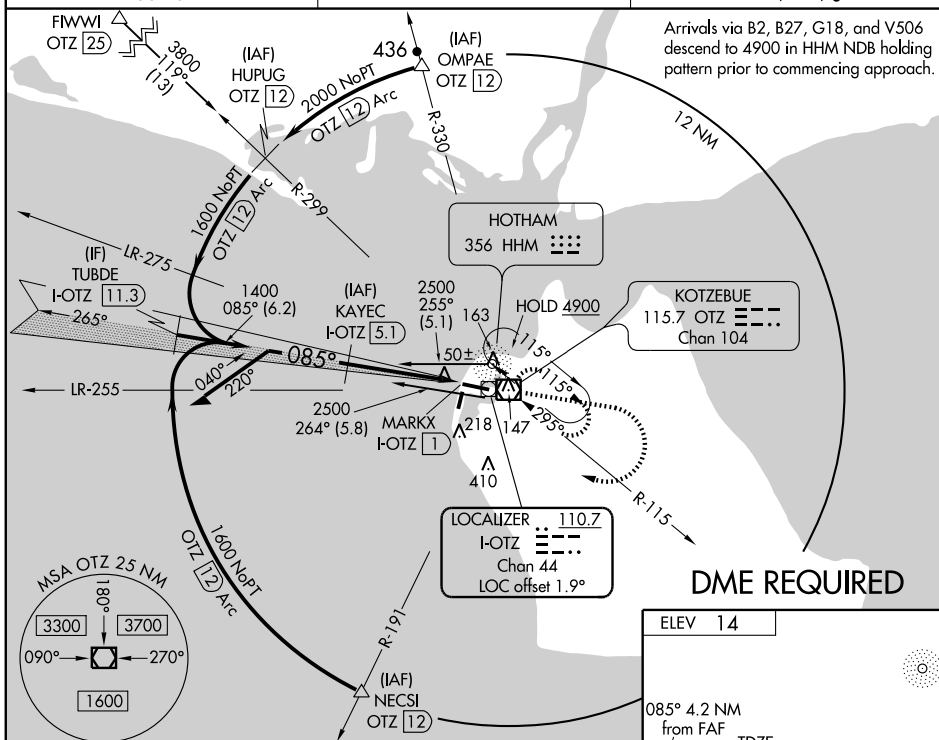 FIWWI
OTZ 25
3800
119°
(13)
(IAF)
HUPUG
OTZ 12
2000 NoPT
OTZ 12 Arc
436
(IAF)
OMPAE
OTZ 12
Arrivals via B2, B27, G18, and V506
descend to 4900 in HHM NDB holding
pattern prior to commencing approach.
12 NM
R-330
R-299
1600 NoPT
OTZ 12 Arc
LR-275
(IF)
TUBDE
I-OTZ 11.3
265°
1400
085° (6.2)
(IAF)
KAYEC
I-OTZ 5.1
2500
255°
(5.1)
HOTHAM
356 HHM
163
HOLD 4900
KOTZEBUE
115.7 OTZ
Chan 104
50±
115°
115°
295°
085°
040°
220°
LR-255
2500
264° (5.8)
MARKX
I-OTZ 1
218
147
410
R-115
LOCALIZER 110.7
I-OTZ
Chan 44
LOC offset 1.9°
1600 NoPT
OTZ 12 Arc
DME REQUIRED
MSA OTZ 25 NM
180°
3300
3700
090°
270°
1600
R-191
(IAF)
NECSI
OTZ 12
ELEV 14
085° 4.2 NM
from FAF
TDZE